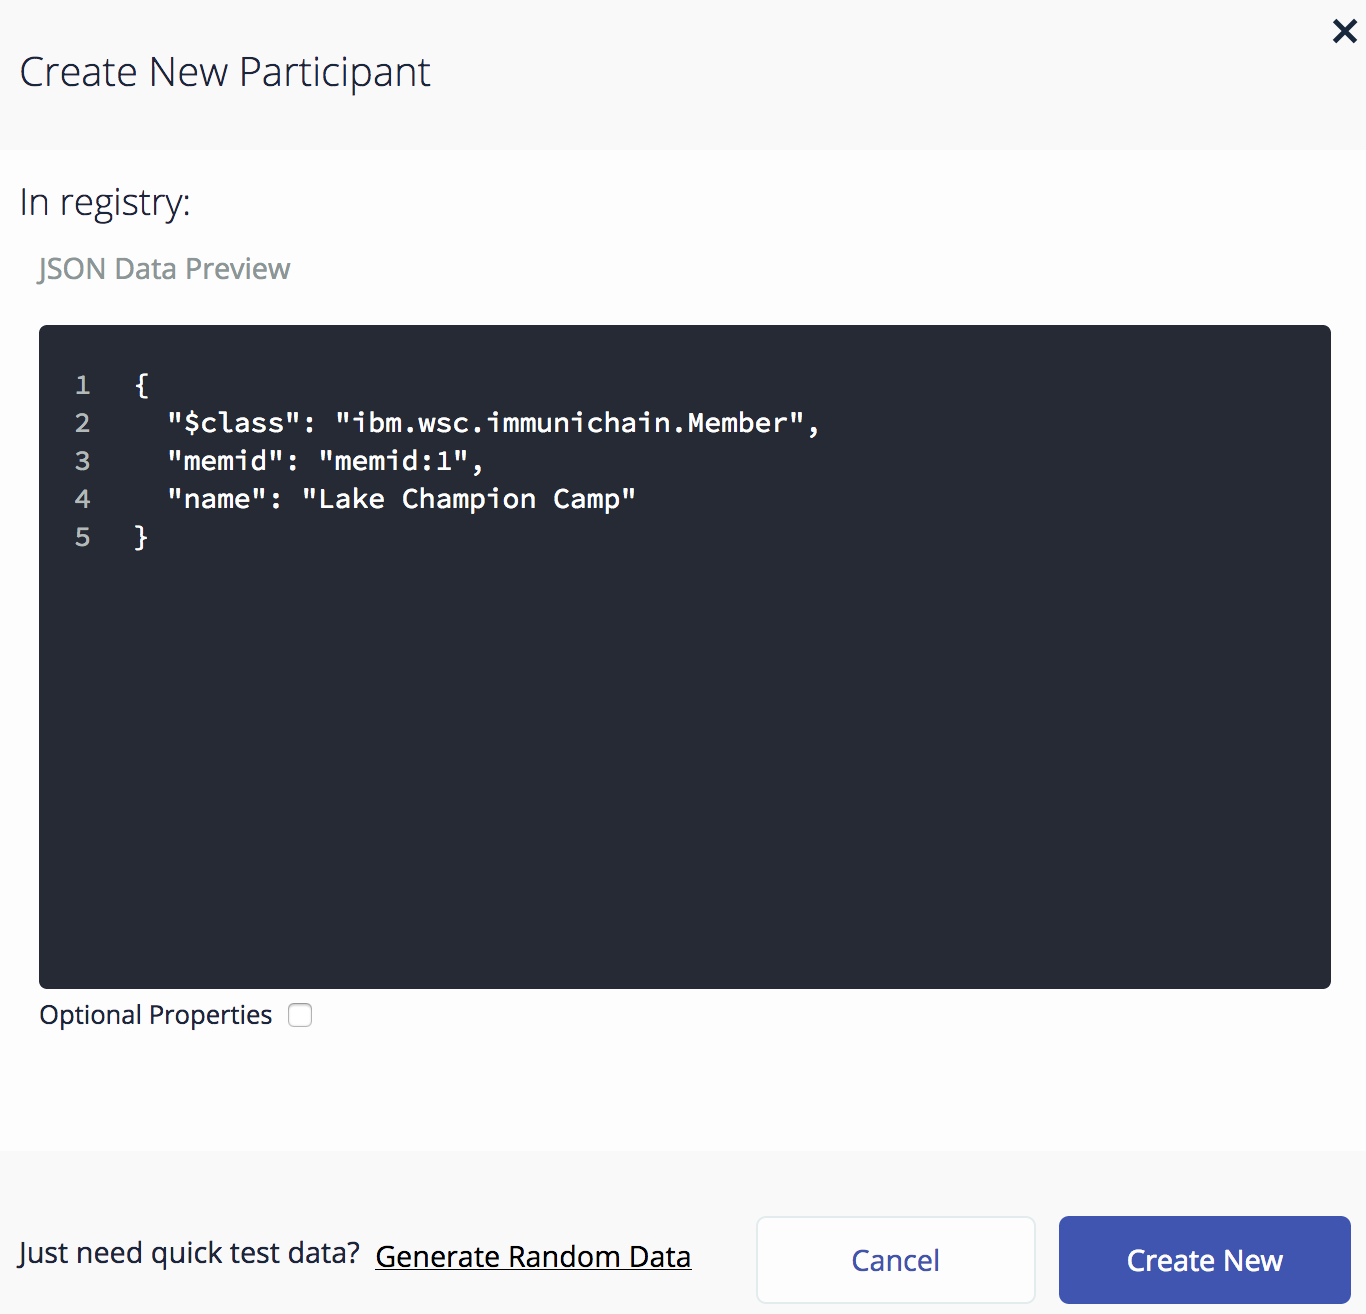 Create New Participant
In registry:
JSON Data Preview
1 {
2 "$class": "ibm.wsc.immunichain.Member",
3 "memid": "memid:1",
4 "name": "Lake Champion Camp"
5 }
Optional Properties
Just need quick test data? Generate Random Data
Cancel
Create New